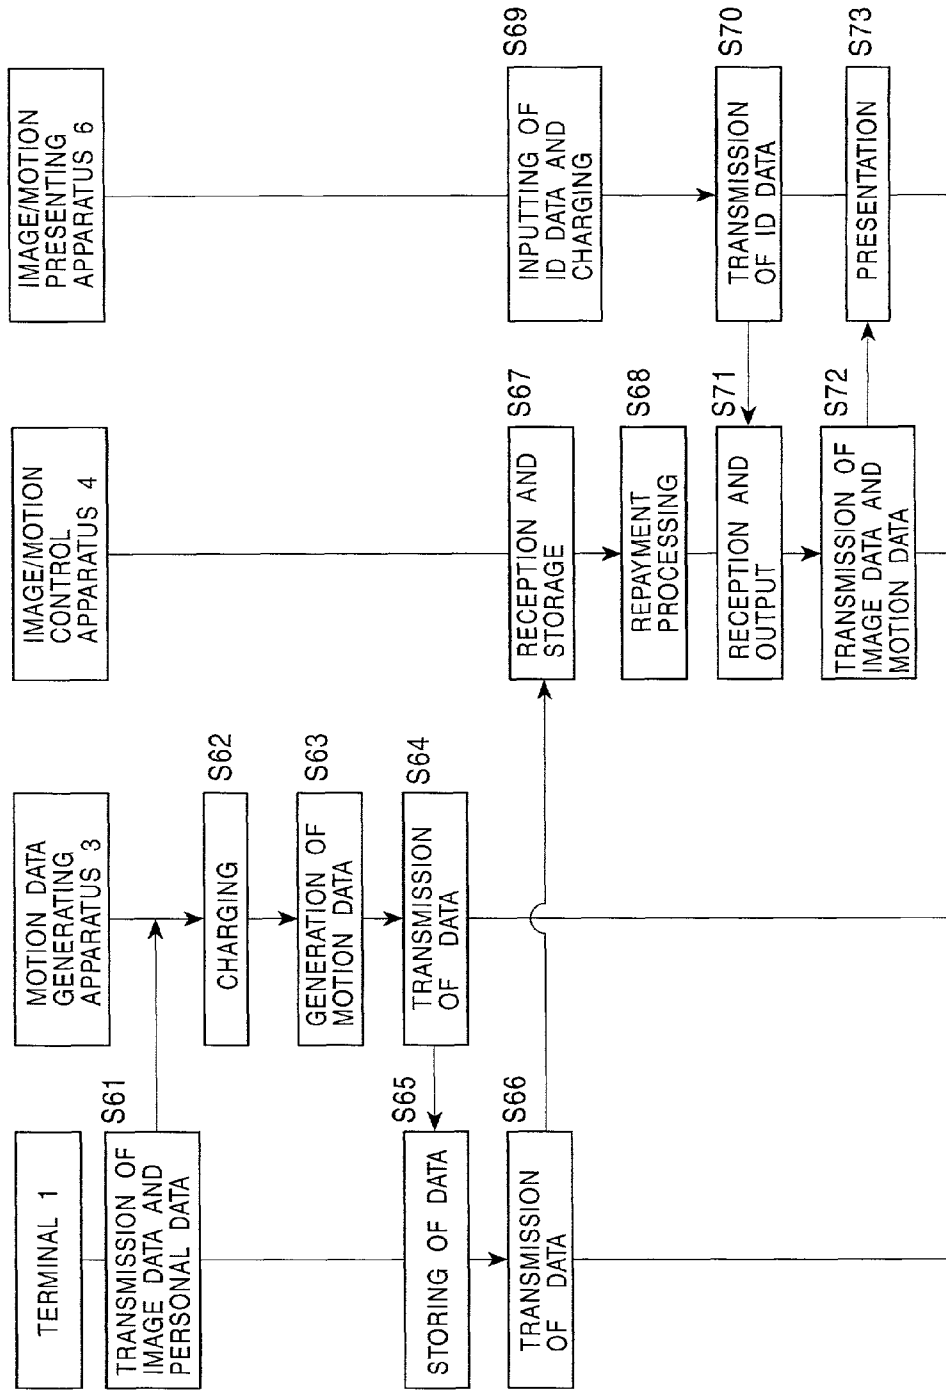 TERMINAL 1
MOTION DATA
GENERATING
APPARATUS 3
IMAGE/MOTION
CONTROL
APPARATUS 4
IMAGE/MOTION
PRESENTING
APPARATUS 6
S61
TRANSMISSION OF
IMAGE DATA AND
PERSONAL DATA
S62
CHARGING
S63
GENERATION OF
MOTION DATA
S64
TRANSMISSION
OF DATA
S65
STORING OF DATA
S66
TRANSMISSION
OF DATA
S67
RECEPTION AND
STORAGE
S68
REPAYMENT
PROCESSING
S69
INPUTTING OF
ID DATA AND
CHARGING
S70
TRANSMISSION
OF ID DATA
S71
RECEPTION AND
OUTPUT
S72
TRANSMISSION OF
IMAGE DATA AND
MOTION DATA
S73
PRESENTATION